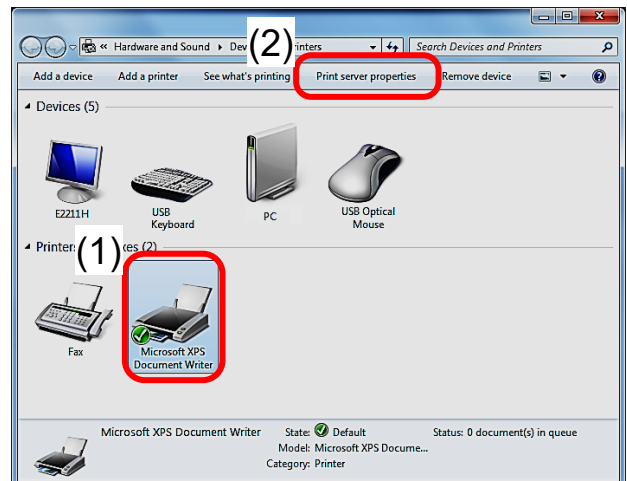 (2)
« Hardware and Sound ▸ Dev inters Search Devices and Printers
Add a device Add a printer See what's printing Print server properties Remove device
Devices (5)
E2211H USB Keyboard PC USB Optical Mouse
(1)
Printers xes (2)
Fax Microsoft XPS Document Writer
Microsoft XPS Document Writer State: Default Status: 0 document(s) in queue
Model: Microsoft XPS Docume...
Category: Printer